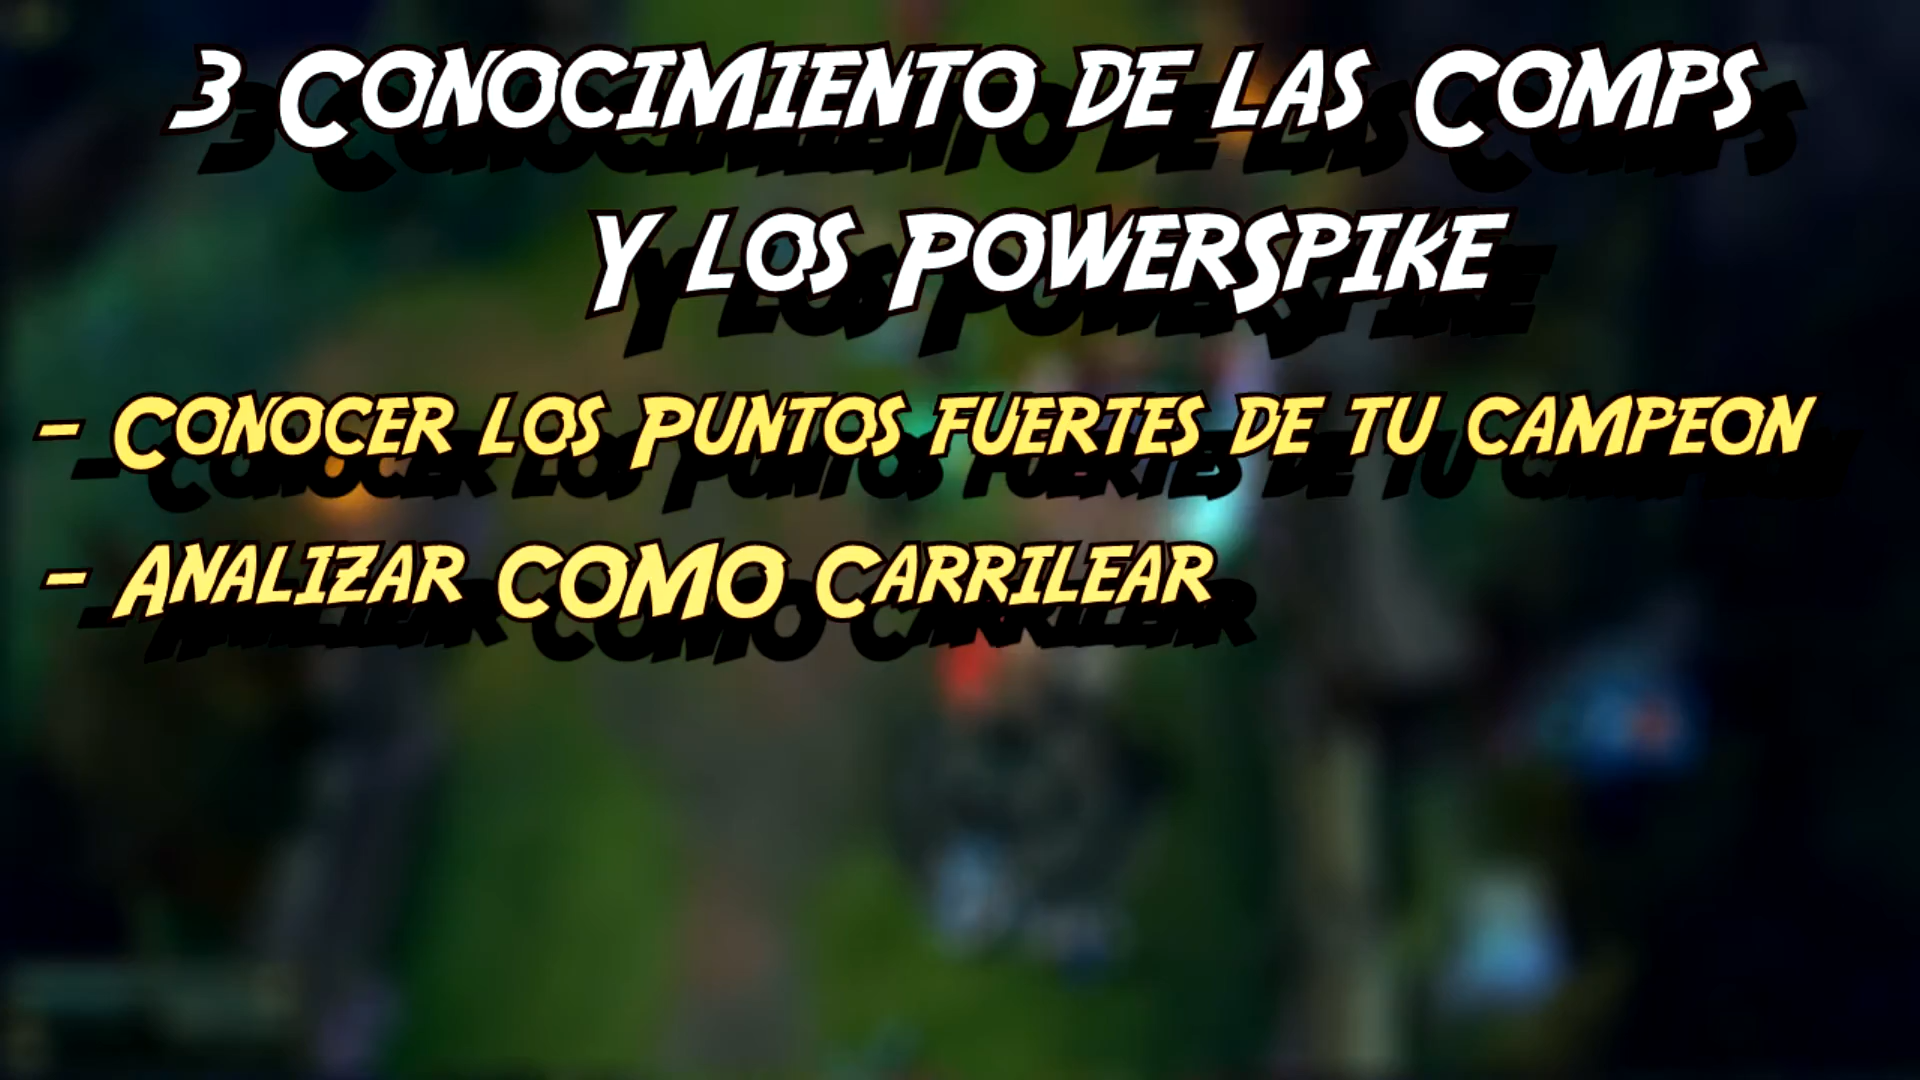 3 Conocimiento de las Comps
y los PowerSpike
- Conocer los Puntos fuertes de tu campeon
- Analizar COMO Carrilear